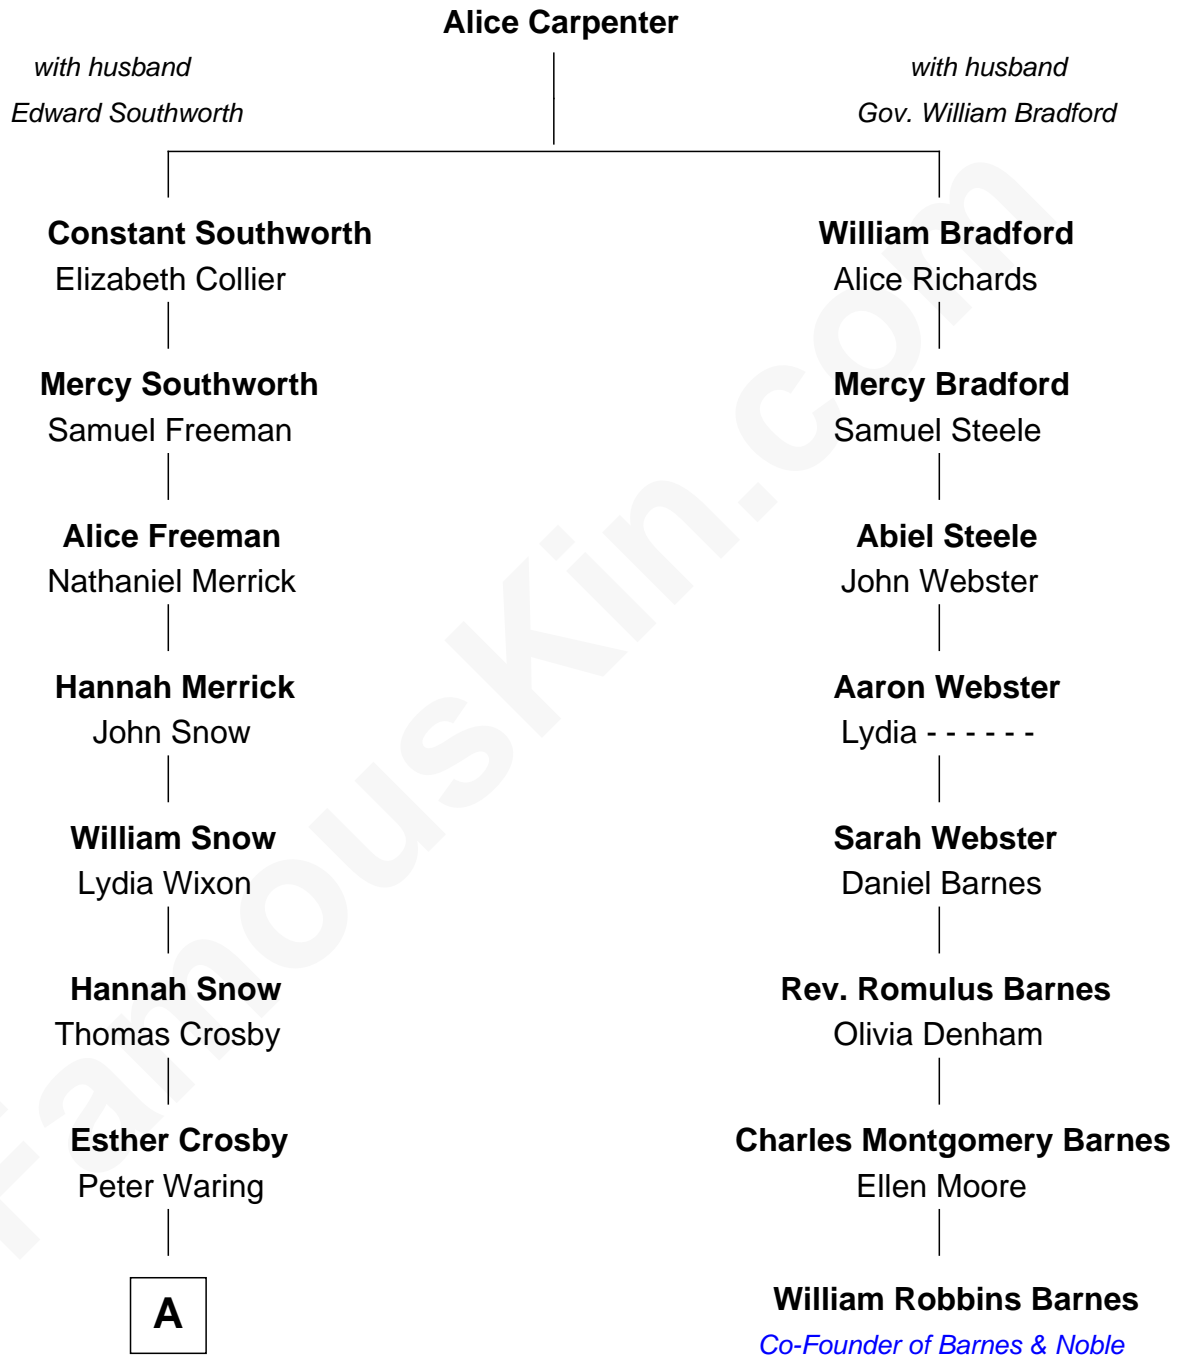 Alice Carpenter
with husband
Edward Southworth
with husband
Gov. William Bradford
Constant Southworth
Elizabeth Collier
William Bradford
Alice Richards
Mercy Southworth
Samuel Freeman
Mercy Bradford
Samuel Steele
Alice Freeman
Nathaniel Merrick
Abiel Steele
John Webster
Hannah Merrick
John Snow
Aaron Webster
Lydia - - - - - -
William Snow
Lydia Wixon
Sarah Webster
Daniel Barnes
Hannah Snow
Thomas Crosby
Rev. Romulus Barnes
Olivia Denham
Esther Crosby
Peter Waring
Charles Montgomery Barnes
Ellen Moore
A
William Robbins Barnes
Co-Founder of Barnes & Noble
FamousKin.com